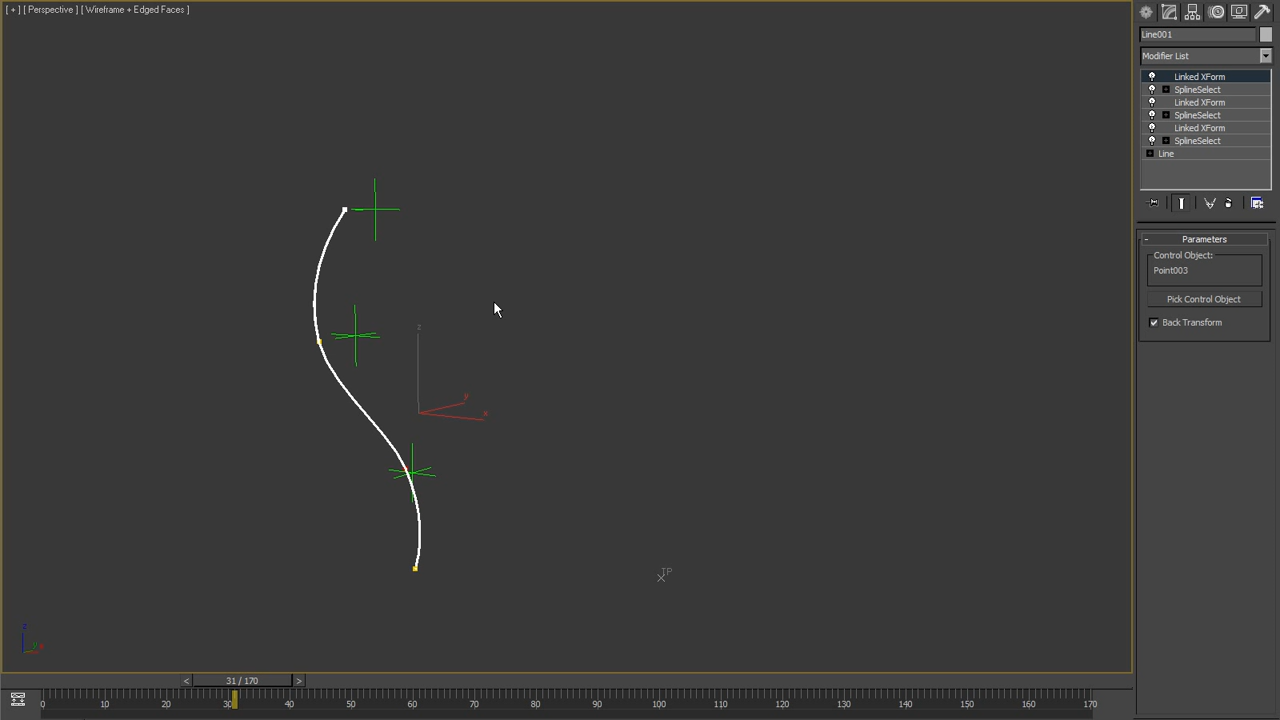 [ + ] [ Perspective ] [ Wireframe + Edged Faces ]
Line001
Modifier List
Linked XForm
SplineSelect
Linked XForm
SplineSelect
Linked XForm
SplineSelect
Line
Parameters
Control Object:
Point003
Pick Control Object
Back Transform
z
y
x
TP
z
y
x
< 31 / 170 >
0 10 20 30 40 50 60 70 80 90 100 110 120 130 140 150 160 170